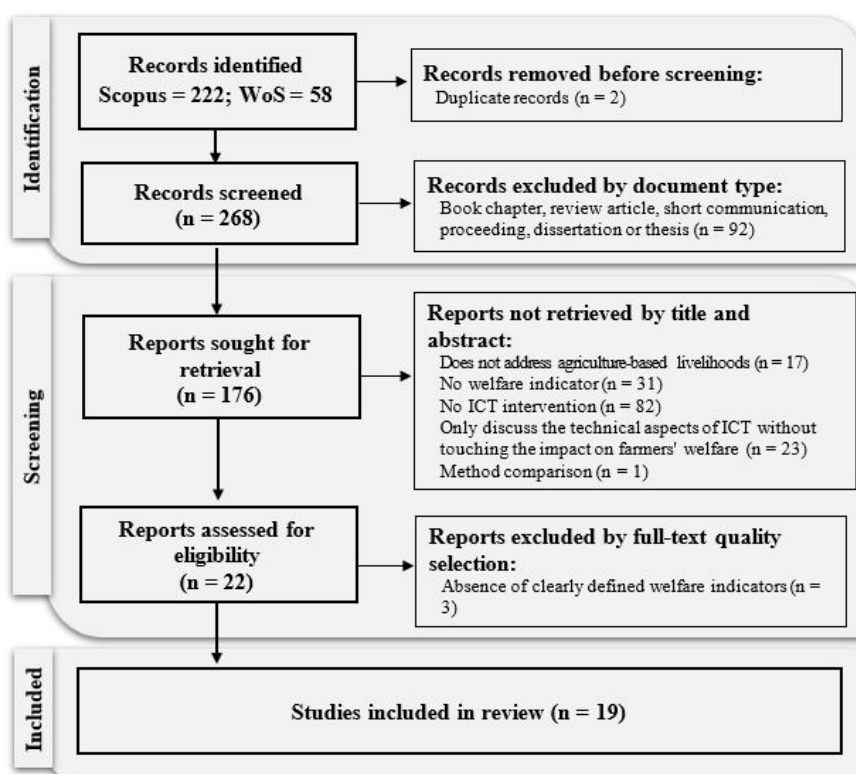 Identification
Records identified
Scopus = 222; WoS = 58
Records removed before screening:
Duplicate records (n = 2)
Records screened
(n = 268)
Records excluded by document type:
Book chapter, review article, short communication,
proceeding, dissertation or thesis (n = 92)
Screening
Reports sought for
retrieval
(n = 176)
Reports not retrieved by title and
abstract:
Does not address agriculture-based livelihoods (n = 17)
No welfare indicator (n = 31)
No ICT intervention (n = 82)
Only discuss the technical aspects of ICT without
touching the impact on farmers' welfare (n = 23)
Method comparison (n = 1)
Reports assessed for
eligibility
(n = 22)
Reports excluded by full-text quality
selection:
Absence of clearly defined welfare indicators (n =
3)
Included
Studies included in review (n = 19)